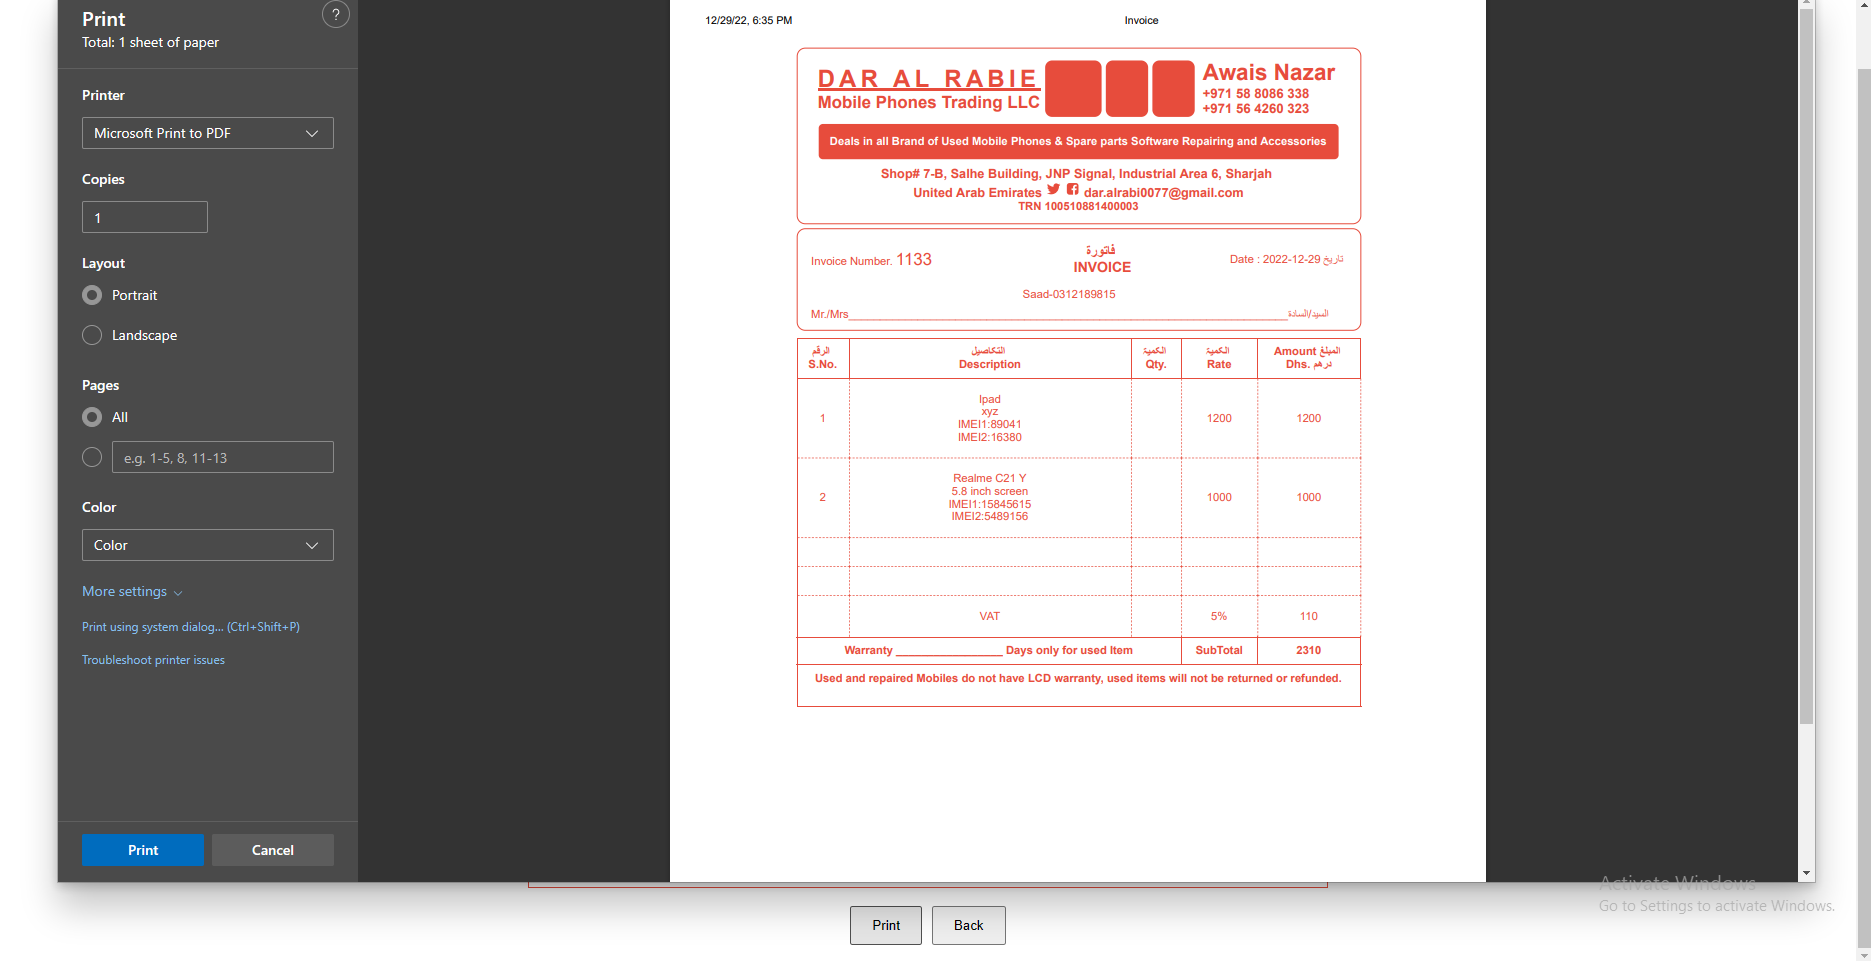 Print
?
Total: 1 sheet of paper
Printer
Microsoft Print to PDF
Copies
1
Layout
Portrait
Landscape
Pages
All
e.g. 1-5, 8, 11-13
Color
Color
More settings
Print using system dialog... (Ctrl+Shift+P)
Troubleshoot printer issues
Print Cancel
12/29/22, 6:35 PM Invoice
DAR AL RABIE
Mobile Phones Trading LLC
Awais Nazar
+971 58 8086 338
+971 56 4260 323
Deals in all Brand of Used Mobile Phones & Spare parts Software Repairing and Accessories
Shop# 7-B, Salhe Building, JNP Signal, Industrial Area 6, Sharjah
United Arab Emirates dar.alrabi0077@gmail.com
TRN 100510881400003
Invoice Number. 1133
فاتورة
INVOICE
Date : 2022-12-29 تاريخ
Saad-0312189815
Mr./Mrs السيد/السادة
الرقم التكاصيل الكمية الكمية Amount المبلغ
S.No. Description Qty. Rate Dhs. درهم
Ipad
xyz
1 IMEI1:89041 1200 1200
IMEI2:16380
Realme C21 Y
5.8 inch screen
2 IMEI1:15845615 1000 1000
IMEI2:5489156
VAT 5% 110
Warranty ________________ Days only for used Item SubTotal 2310
Used and repaired Mobiles do not have LCD warranty, used items will not be returned or refunded.
Activate Windows
Go to Settings to activate Windows.
Print Back